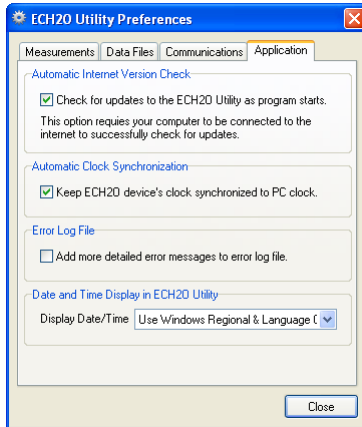 ECH2O Utility Preferences
Measurements Data Files Communications Application
Automatic Internet Version Check
Check for updates to the ECH2O Utility as program starts.
This option requies your computer to be connected to the
internet to successfully check for updates.
Automatic Clock Synchronization
Keep ECH2O device's clock synchronized to PC clock.
Error Log File
Add more detailed error messages to error log file.
Date and Time Display in ECH2O Utility
Display Date/Time Use Windows Regional & Language
Close